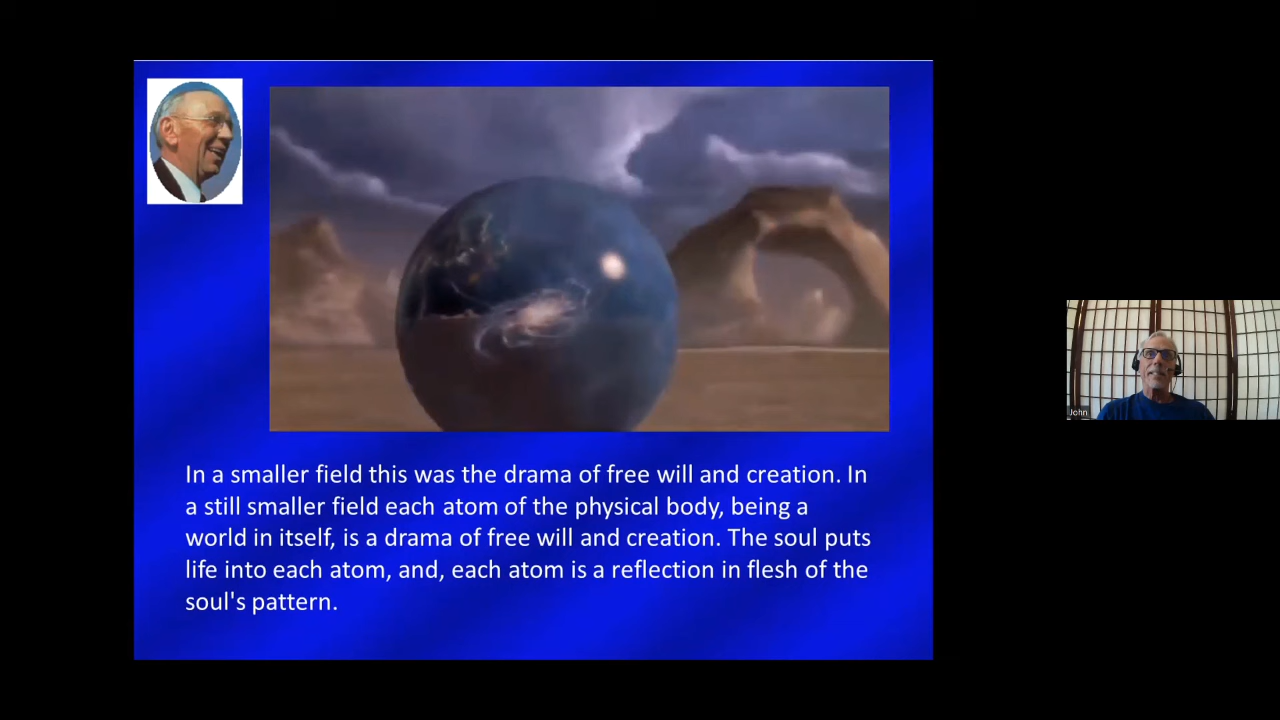 In a smaller field this was the drama of free will and creation. In
a still smaller field each atom of the physical body, being a
world in itself, is a drama of free will and creation. The soul puts
life into each atom, and, each atom is a reflection in flesh of the
soul's pattern.
John